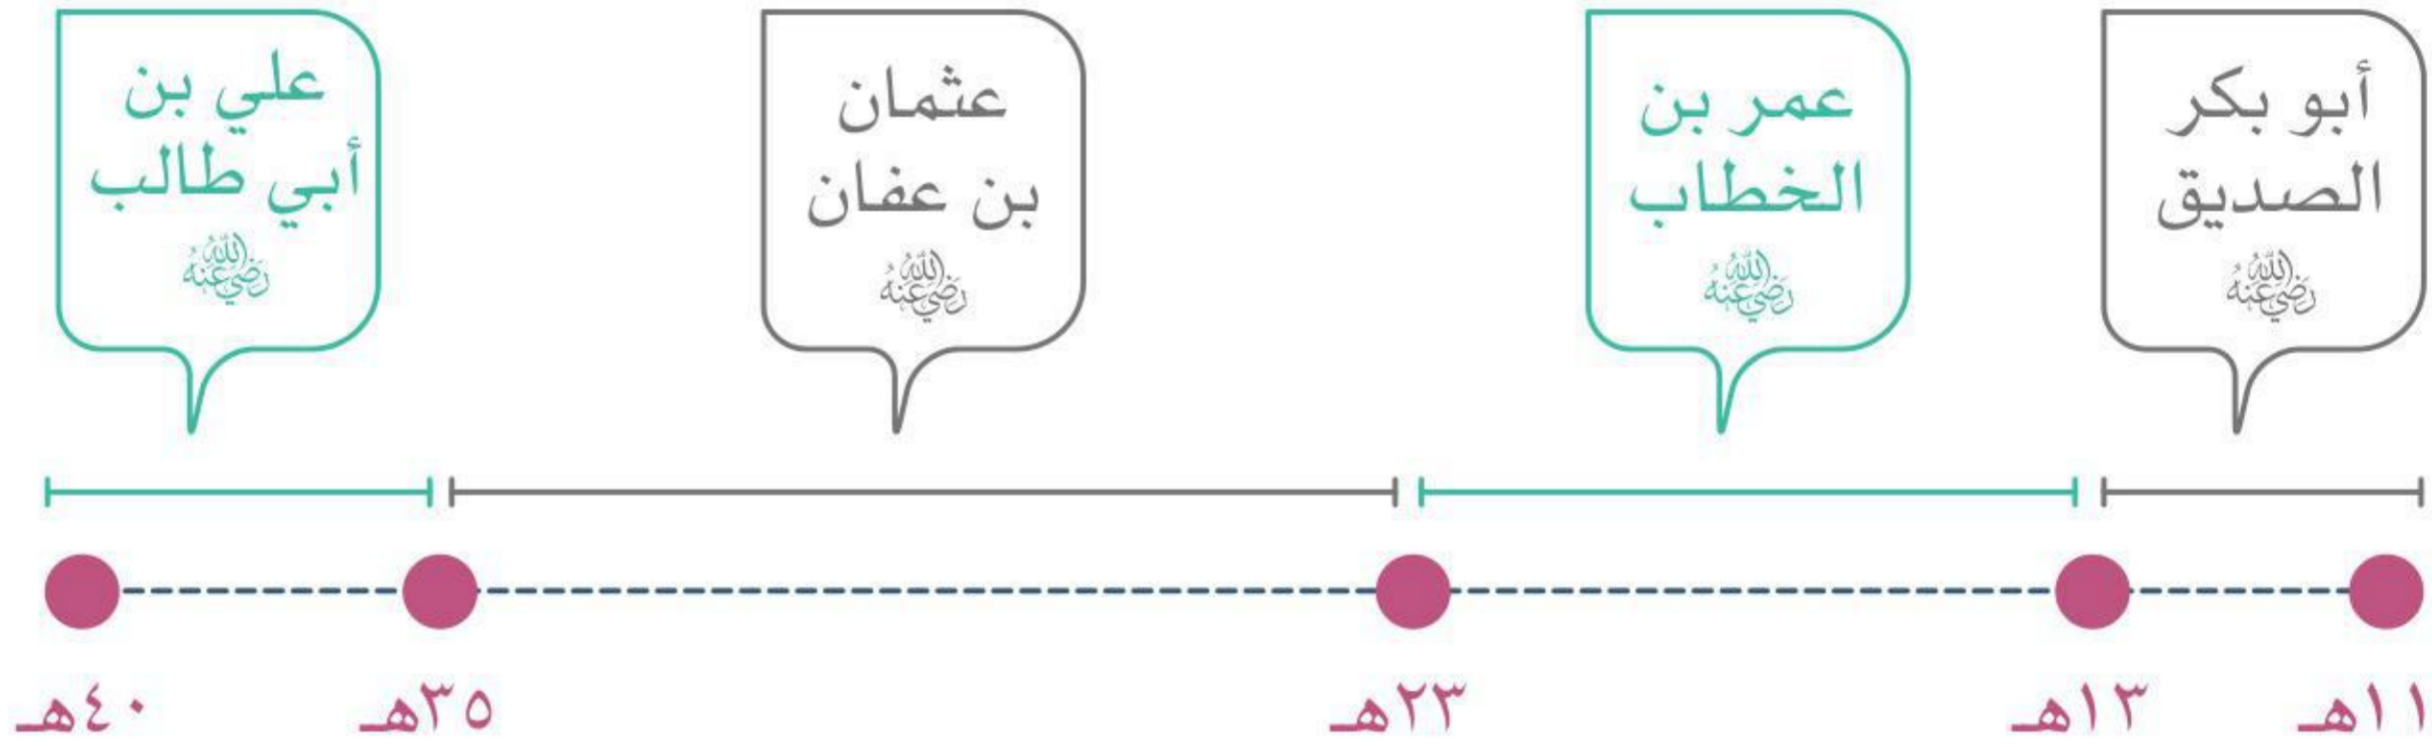 أبو بكر
الصديق
رضي الله عنه
عمر بن
الخطاب
رضي الله عنه
عثمان
بن عفان
رضي الله عنه
علي بن
أبي طالب
رضي الله عنه
١١هـ
١٣هـ
٢٣هـ
٣٥هـ
٤٠هـ